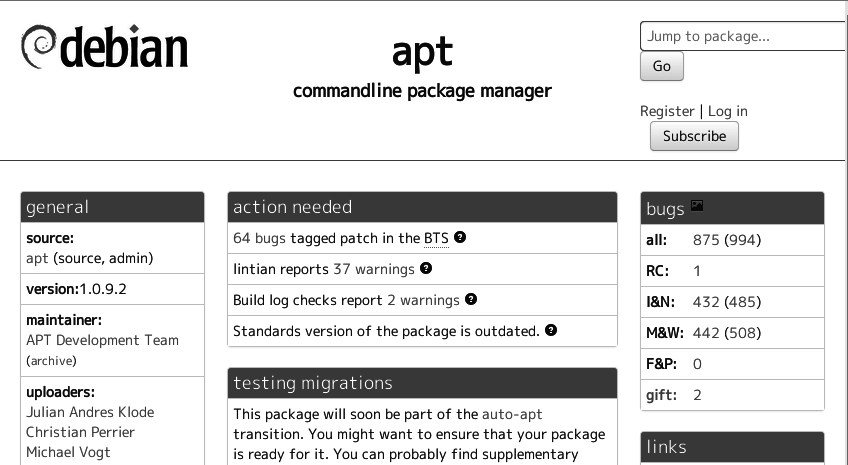 debian
apt
commandline package manager
Jump to package...
Go
Register | Log in
Subscribe
general
source:
apt (source, admin)
version:1.0.9.2
maintainer:
APT Development Team
(archive)
uploaders:
Julian Andres Klode
Christian Perrier
Michael Vogt
action needed
64 bugs tagged patch in the BTS ?
lintian reports 37 warnings ?
Build log checks report 2 warnings ?
Standards version of the package is outdated. ?
testing migrations
This package will soon be part of the auto-apt
transition. You might want to ensure that your package
is ready for it. You can probably find supplementary
bugs
all: 875 (994)
RC: 1
I&N: 432 (485)
M&W: 442 (508)
F&P: 0
gift: 2
links